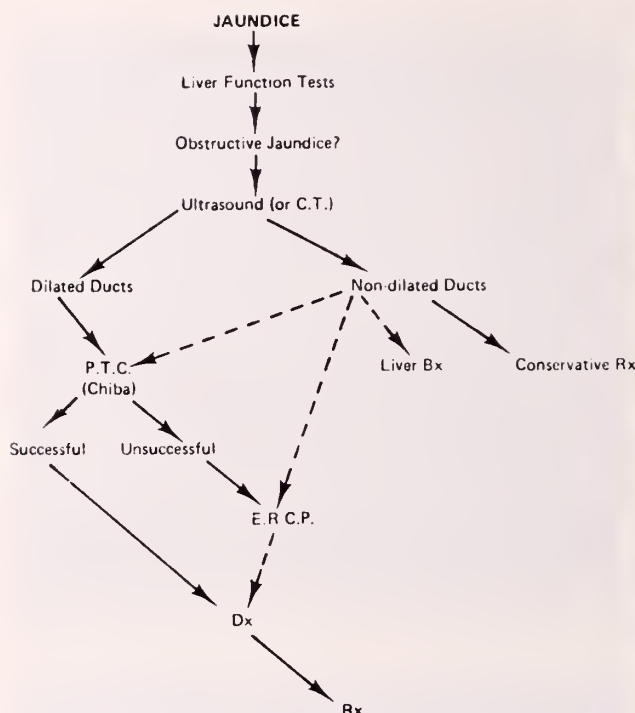 JAUNDICE
Liver Function Tests
Obstructive Jaundice?
Ultrasound (or C.T.)
Dilated Ducts
Non-dilated Ducts
P.T.C.
(Chiba)
Liver Bx
Conservative Rx
Successful
Unsuccessful
E.R.C.P.
Dx
Rx